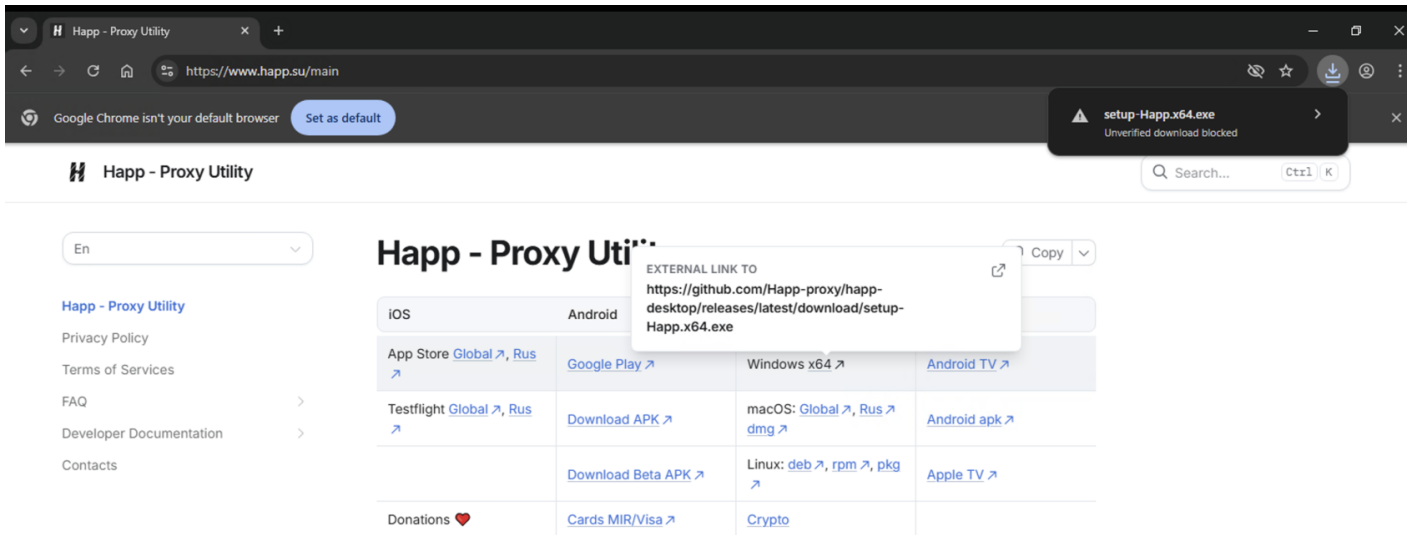 Happ - Proxy Utility
https://www.happ.su/main
Google Chrome isn't your default browser
Set as default
setup-Happ.x64.exe
Unverified download blocked
Happ - Proxy Utility
Search...
Ctrl K
En
Happ - Proxy Utility
Privacy Policy
Terms of Services
FAQ
Developer Documentation
Contacts
Happ - Proxy Utility
Copy
EXTERNAL LINK TO
https://github.com/Happ-proxy/happ-
desktop/releases/latest/download/setup-
Happ.x64.exe
iOS Android
App Store Global ↗, Rus
↗
Google Play ↗
Windows x64 ↗
Android TV ↗
Testflight Global ↗, Rus
↗
Download APK ↗
macOS: Global ↗, Rus ↗
dmg ↗
Android apk ↗
Download Beta APK ↗
Linux: deb ↗, rpm ↗, pkg
↗
Apple TV ↗
Donations ❤️
Cards MIR/Visa ↗
Crypto